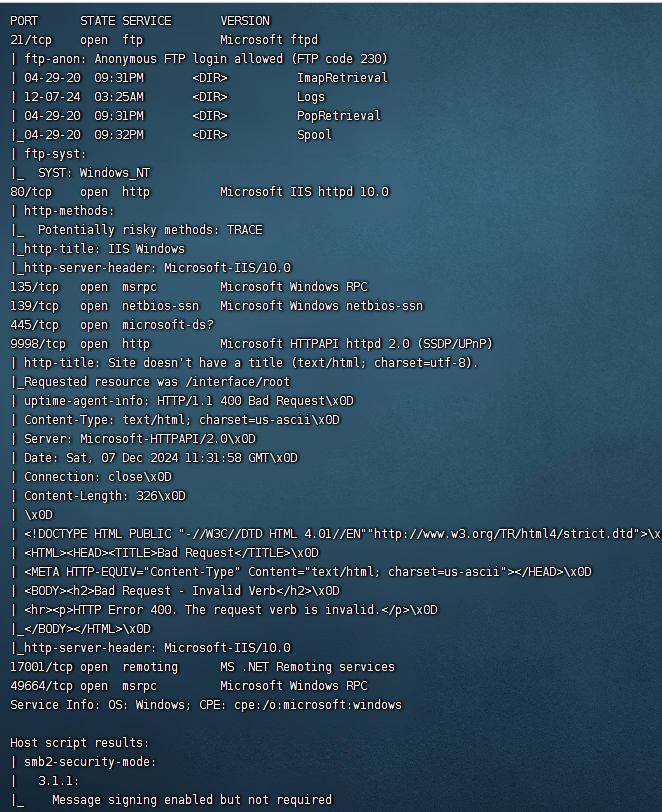 PORT      STATE SERVICE       VERSION
21/tcp    open  ftp           Microsoft ftpd
| ftp-anon: Anonymous FTP login allowed (FTP code 230)
| 04-29-20  09:31PM       <DIR>          ImapRetrieval
| 12-07-24  03:25AM       <DIR>          Logs
| 04-29-20  09:31PM       <DIR>          PopRetrieval
|_04-29-20  09:32PM       <DIR>          Spool
| ftp-syst:
|_  SYST: Windows_NT
80/tcp    open  http          Microsoft IIS httpd 10.0
| http-methods:
|_  Potentially risky methods: TRACE
|_http-title: IIS Windows
|_http-server-header: Microsoft-IIS/10.0
135/tcp   open  msrpc         Microsoft Windows RPC
139/tcp   open  netbios-ssn   Microsoft Windows netbios-ssn
445/tcp   open  microsoft-ds?
9998/tcp  open  http          Microsoft HTTPAPI httpd 2.0 (SSDP/UPnP)
| http-title: Site doesn't have a title (text/html; charset=utf-8).
|_Requested resource was /interface/root
| uptime-agent-info: HTTP/1.1 400 Bad Request\x0D
| Content-Type: text/html; charset=us-ascii\x0D
| Server: Microsoft-HTTPAPI/2.0\x0D
| Date: Sat, 07 Dec 2024 11:31:58 GMT\x0D
| Connection: close\x0D
| Content-Length: 326\x0D
| \x0D
| <!DOCTYPE HTML PUBLIC "-//W3C//DTD HTML 4.01//EN""http://www.w3.org/TR/html4/strict.dtd">\x
| <HTML><HEAD><TITLE>Bad Request</TITLE>\x0D
| <META HTTP-EQUIV="Content-Type" Content="text/html; charset=us-ascii"></HEAD>\x0D
| <BODY><h2>Bad Request - Invalid Verb</h2>\x0D
| <hr><p>HTTP Error 400. The request verb is invalid.</p>\x0D
|_</BODY></HTML>\x0D
|_http-server-header: Microsoft-IIS/10.0
17001/tcp open  remoting      MS .NET Remoting services
49664/tcp open  msrpc         Microsoft Windows RPC
Service Info: OS: Windows; CPE: cpe:/o:microsoft:windows

Host script results:
| smb2-security-mode:
|   3.1.1:
|_    Message signing enabled but not required